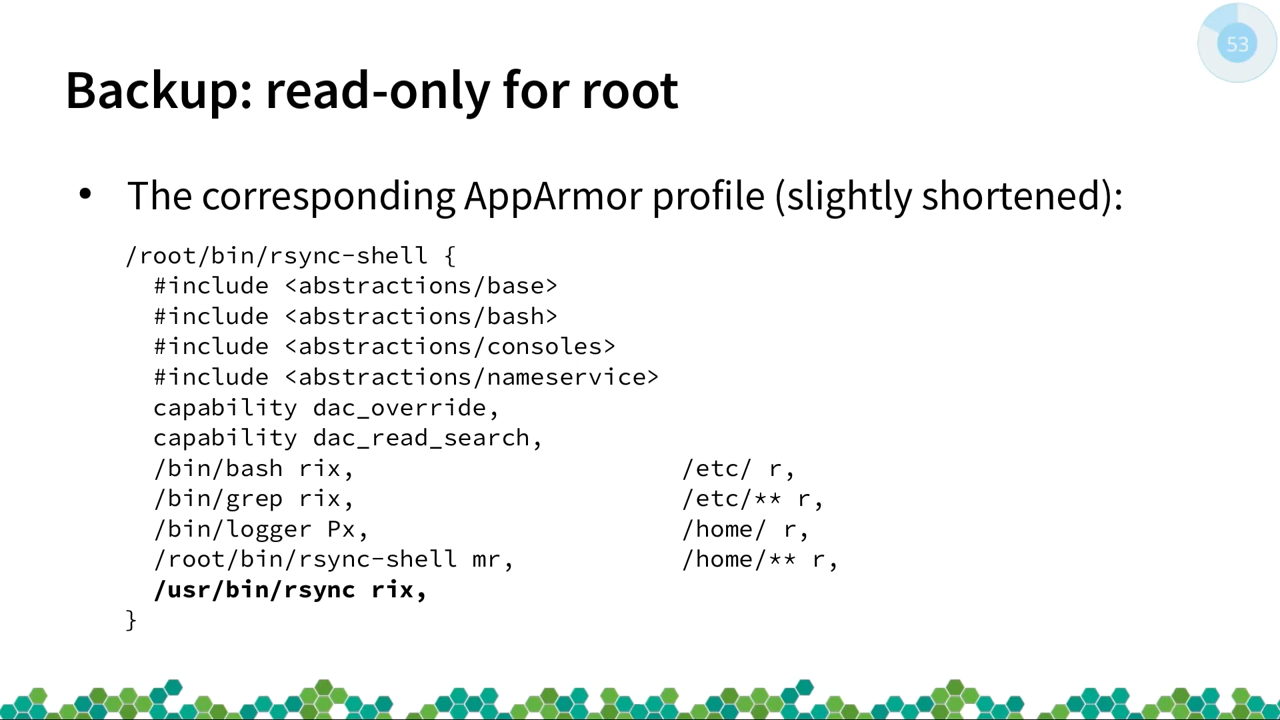 53
Backup: read-only for root
• The corresponding AppArmor profile (slightly shortened):
/root/bin/rsync-shell {
  #include <abstractions/base>
  #include <abstractions/bash>
  #include <abstractions/consoles>
  #include <abstractions/nameservice>
  capability dac_override,
  capability dac_read_search,
  /bin/bash rix,
  /bin/grep rix,
  /bin/logger Px,
  /root/bin/rsync-shell mr,
  /usr/bin/rsync rix,
}
/etc/ r,
/etc/** r,
/home/ r,
/home/** r,